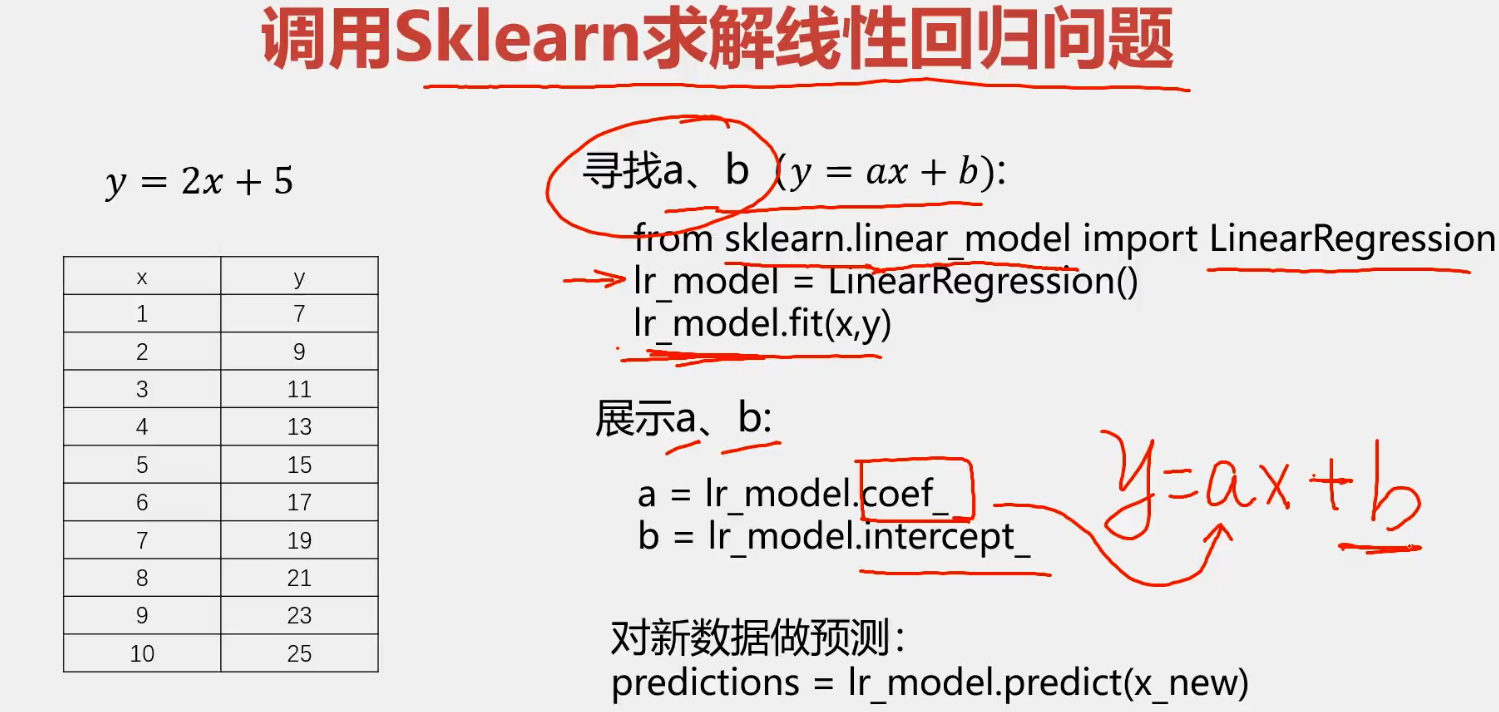 调用Sklearn求解线性回归问题
y = 2x + 5
x y
1 7
2 9
3 11
4 13
5 15
6 17
7 19
8 21
9 23
10 25
寻找a、b（y = ax + b):
from sklearn.linear_model import LinearRegression
lr_model = LinearRegression()
lr_model.fit(x,y)
展示a、b:
a = lr_model.coef_
b = lr_model.intercept_
y=ax+b
对新数据做预测：
predictions = lr_model.predict(x_new)